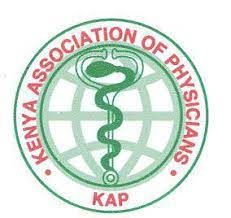 • KENYA ASSOCIATION OF PHYSICIANS •
KAP